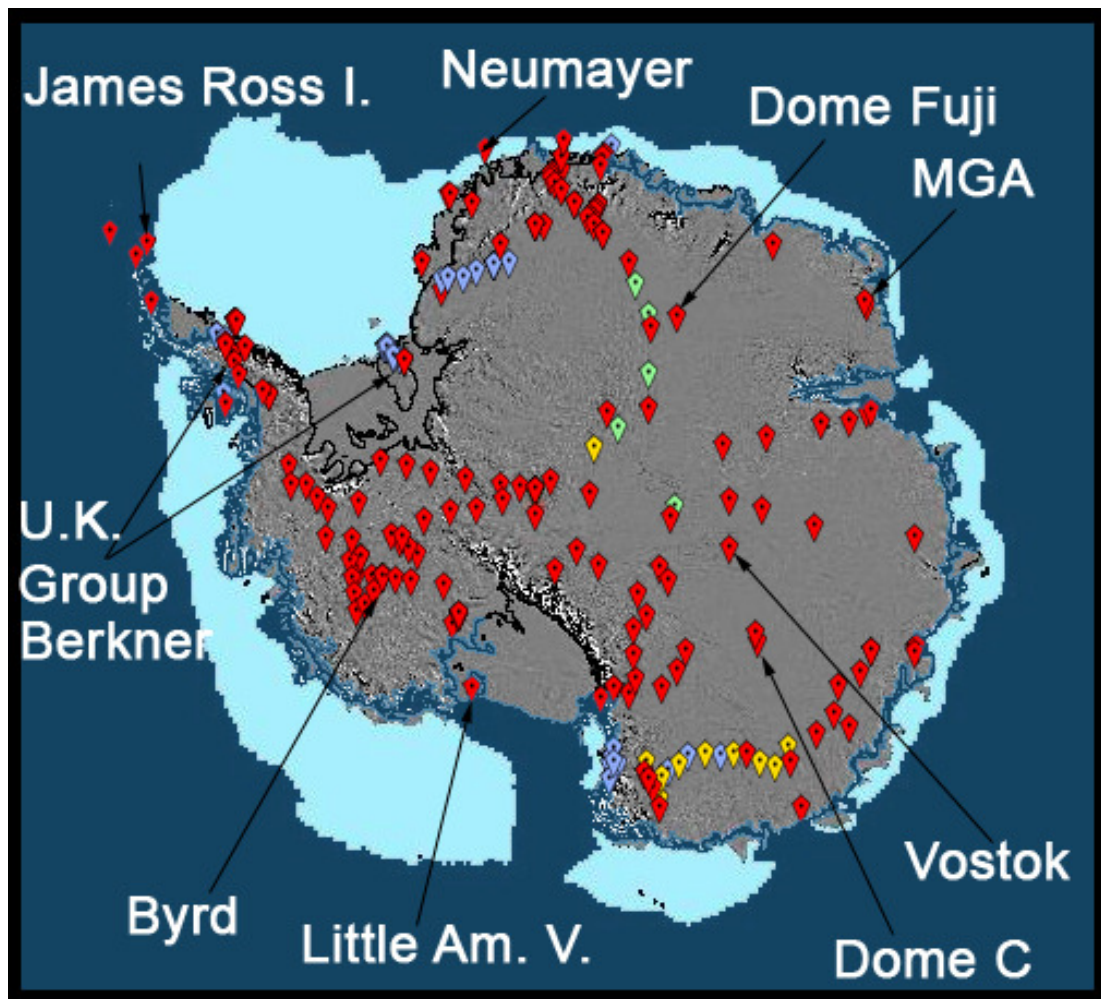 Neumayer
James Ross I.
Dome Fuji
MGA
U.K.
Group
Berkner
Vostok
Byrd
Little Am. V.
Dome C